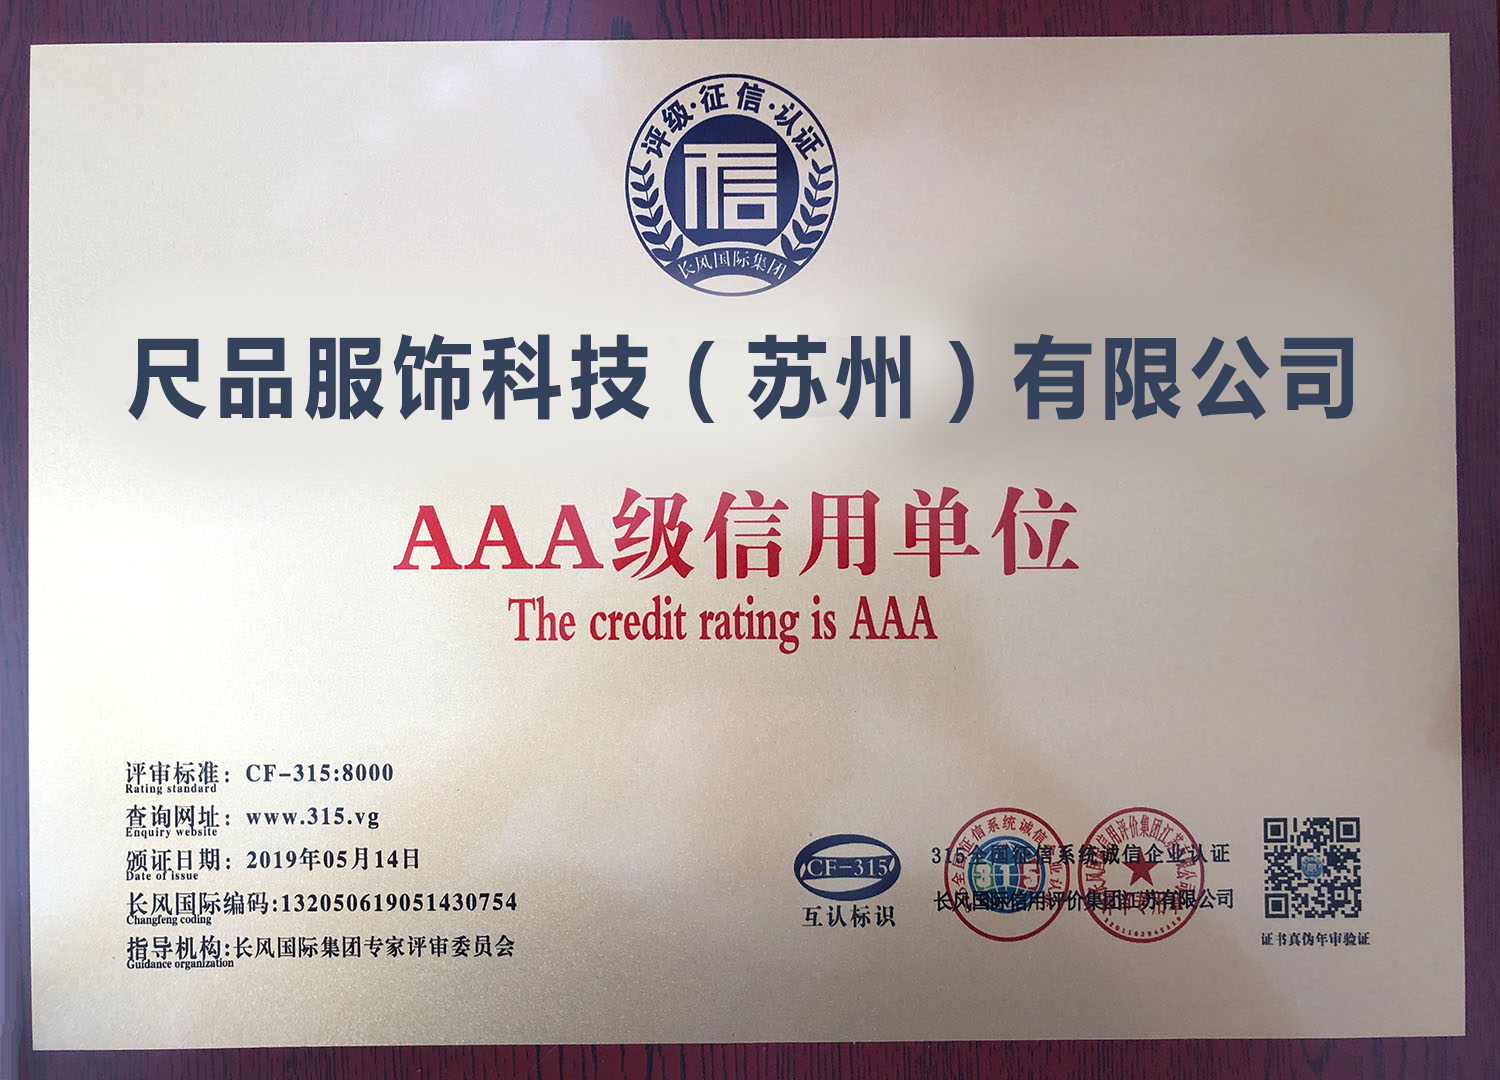 评级·征信·认证
信
长风国际集团
尺品服饰科技（苏州）有限公司
AAA级信用单位
The credit rating is AAA
评审标准：CF-315:8000
Rating standard
查询网址：www.315.vg
Enquiry website
颁证日期：2019年05月14日
Date of issue
长风国际编码:132050619051430754
Changfeng coding
指导机构:长风国际集团专家评审委员会
Guidance organization
CF-315
互认标识
315全国征信系统诚信企业认证
长风国际信用评价集团江苏有限公司
315
证书真伪年审验证